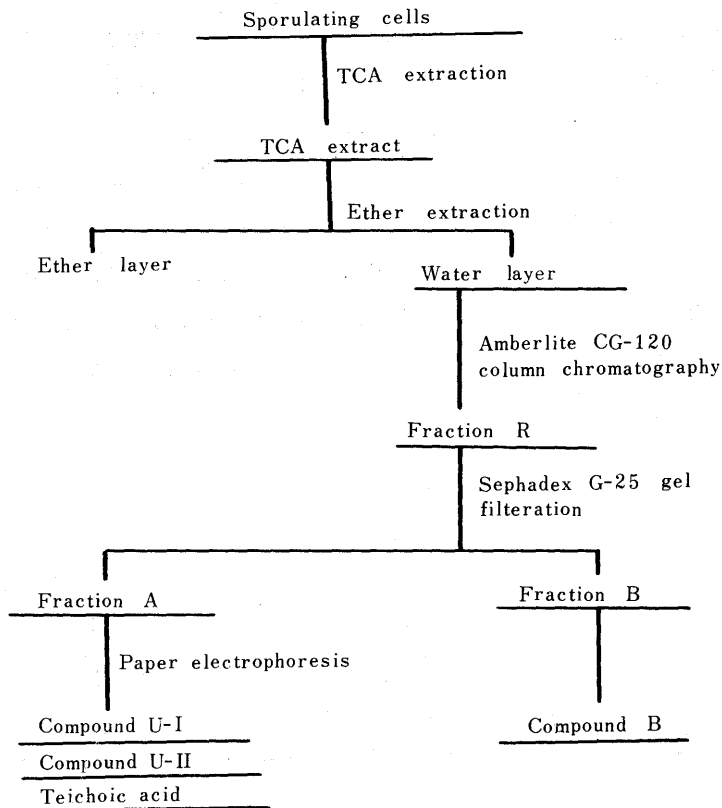 Sporulating cells
TCA extraction
TCA extract
Ether extraction
Ether layer
Water layer
Amberlite CG-120
column chromatography
Fraction R
Sephadex G-25 gel
filteration
Fraction A
Fraction B
Paper electrophoresis
Compound U-I
Compound B
Compound U-II
Teichoic acid